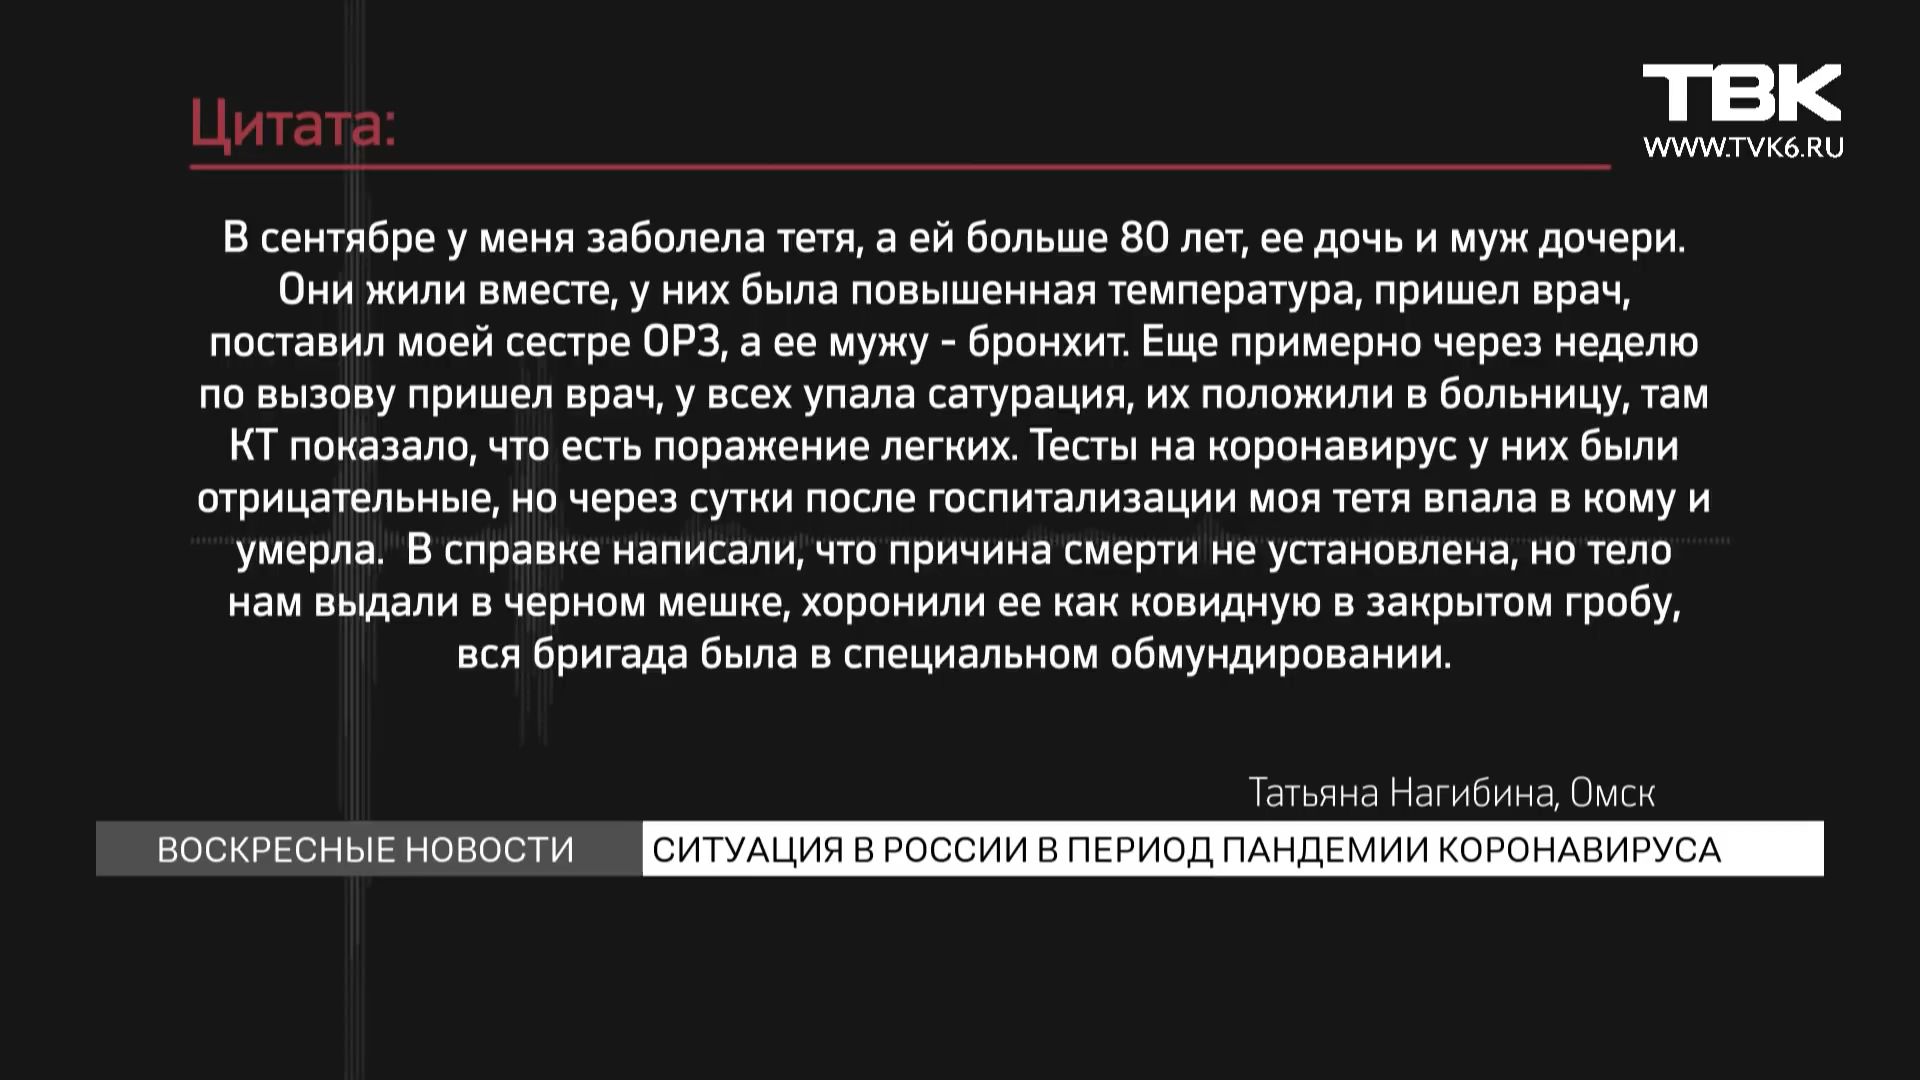 ТВК
WWW.TVK6.RU
Цитата:
В сентябре у меня заболела тетя, а ей больше 80 лет, ее дочь и муж дочери.
Они жили вместе, у них была повышенная температура, пришел врач,
поставил моей сестре ОРЗ, а ее мужу - бронхит. Еще примерно через неделю
по вызову пришел врач, у всех упала сатурация, их положили в больницу, там
КТ показало, что есть поражение легких. Тесты на коронавирус у них были
отрицательные, но через сутки после госпитализации моя тетя впала в кому и
умерла.  В справке написали, что причина смерти не установлена, но тело
нам выдали в черном мешке, хоронили ее как ковидную в закрытом гробу,
вся бригада была в специальном обмундировании.
Татьяна Нагибина, Омск
ВОСКРЕСНЫЕ НОВОСТИ
СИТУАЦИЯ В РОССИИ В ПЕРИОД ПАНДЕМИИ КОРОНАВИРУСА